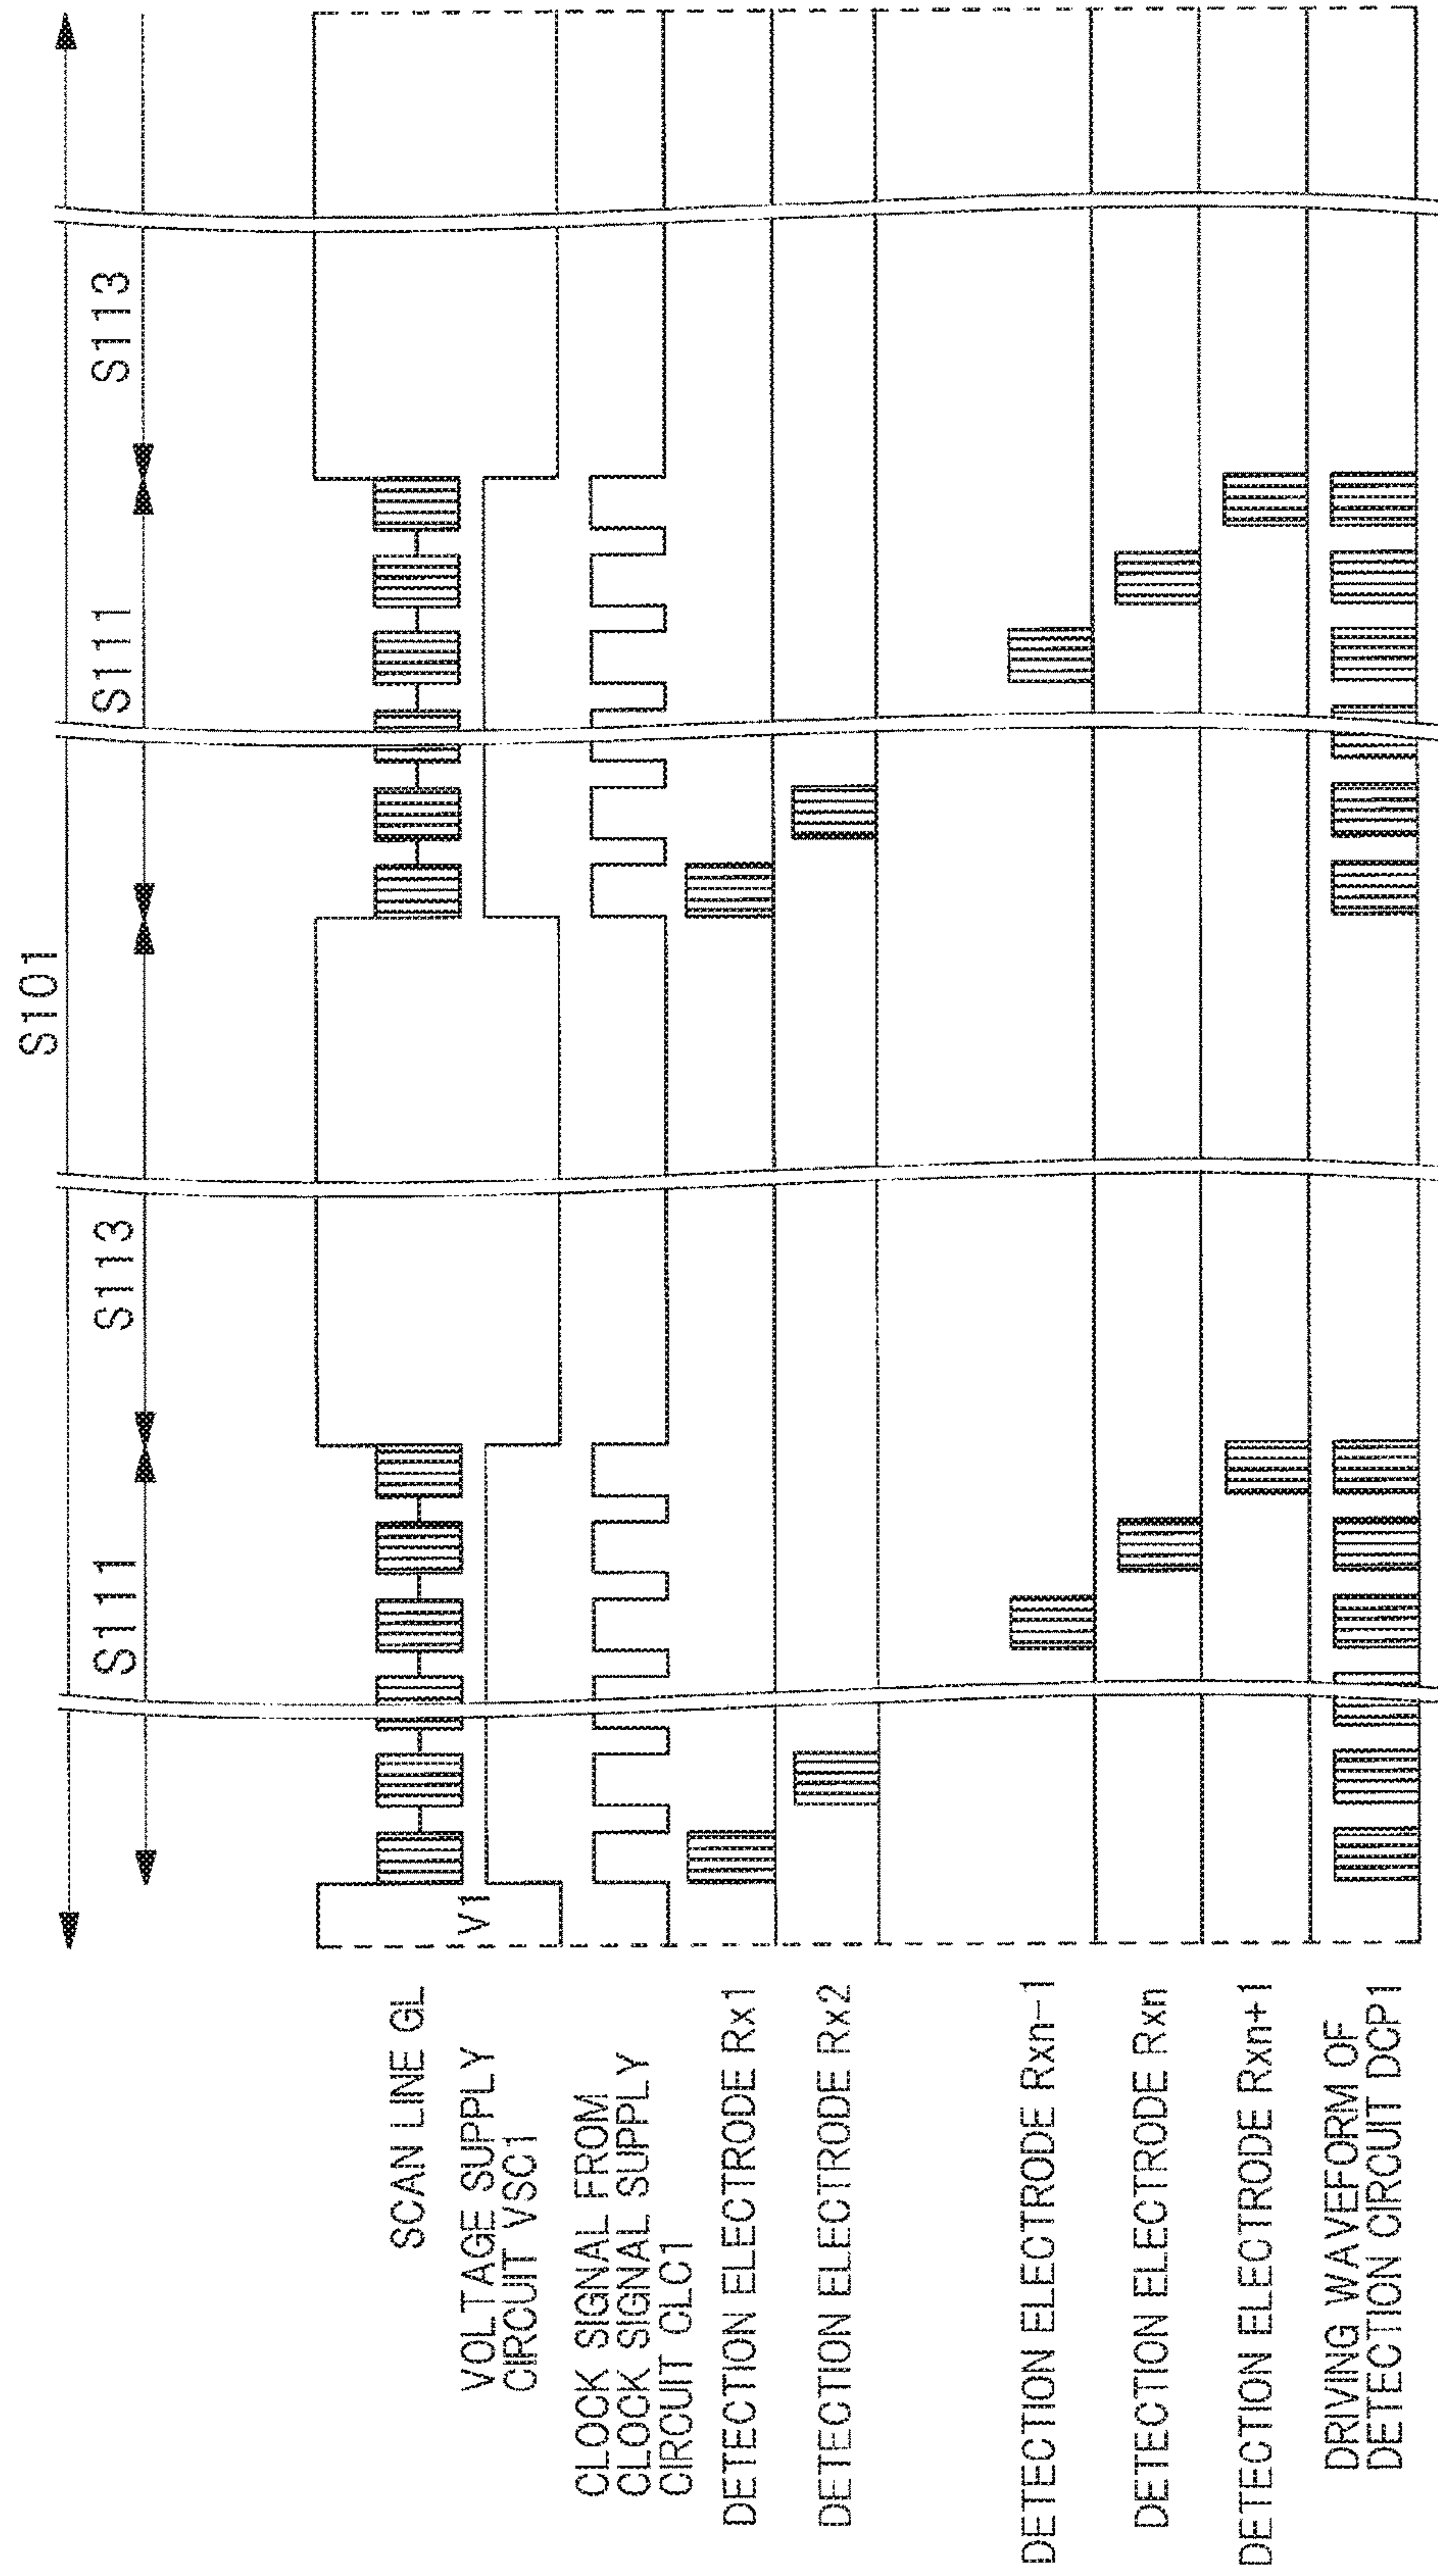 S101
S111
S113
S111
S113
SCAN LINE GL
V1
VOLTAGE SUPPLY
CIRCUIT VSC1
CLOCK SIGNAL FROM
CLOCK SIGNAL SUPPLY
CIRCUIT CLC1
DETECTION ELECTRODE Rx1
DETECTION ELECTRODE Rx2
DETECTION ELECTRODE Rxn-1
DETECTION ELECTRODE Rxn
DETECTION ELECTRODE Rxn+1
DRIVING WAVEFORM OF
DETECTION CIRCUIT DCP1